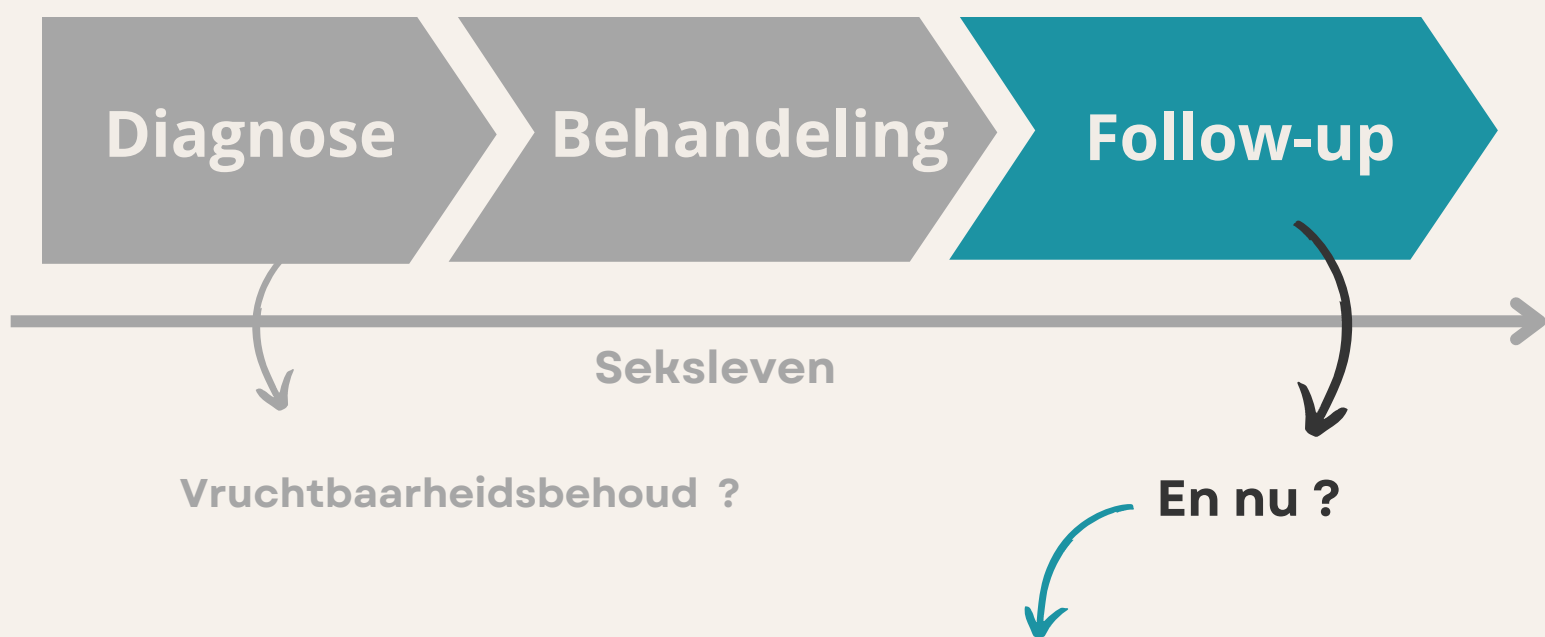 Diagnose
Behandeling
Follow-up
Seksleven
Vruchtbaarheidsbehoud ?
En nu ?